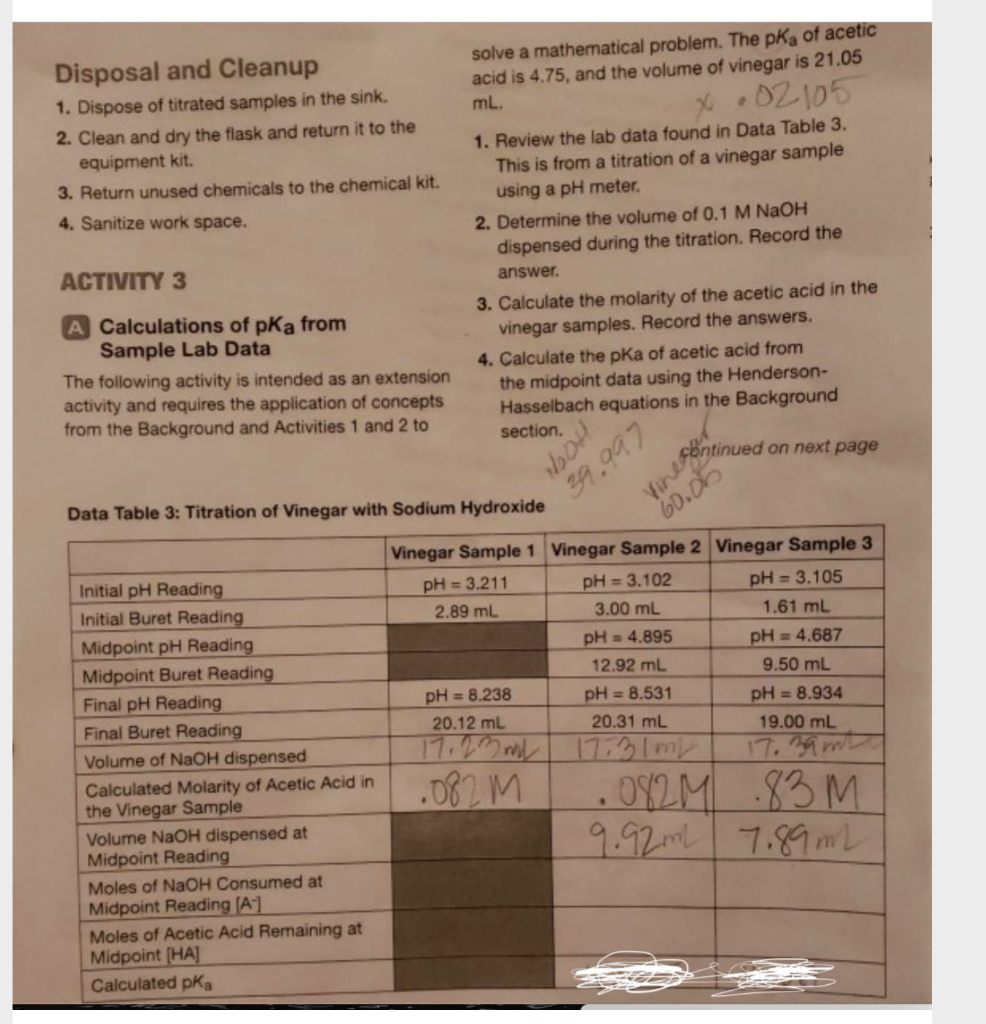 Disposal and Cleanup
1. Dispose of titrated samples in the sink.
2. Clean and dry the flask and return it to the
equipment kit.
3. Return unused chemicals to the chemical kit.
4. Sanitize work space.
ACTIVITY 3
A Calculations of pKa from
Sample Lab Data
The following activity is intended as an extension
activity and requires the application of concepts
from the Background and Activities 1 and 2 to
solve a mathematical problem. The pKa of acetic
acid is 4.75, and the volume of vinegar is 21.05
mL.
x .02105
1. Review the lab data found in Data Table 3.
This is from a titration of a vinegar sample
using a pH meter.
2. Determine the volume of 0.1 M NaOH
dispensed during the titration. Record the
answer.
3. Calculate the molarity of the acetic acid in the
vinegar samples. Record the answers.
4. Calculate the pKa of acetic acid from
the midpoint data using the Henderson-
Hasselbach equations in the Background
section.
NaOH
39.997
Vinegar
60.05
continued on next page
Data Table 3: Titration of Vinegar with Sodium Hydroxide
Vinegar Sample 1 Vinegar Sample 2 Vinegar Sample 3
Initial pH Reading pH = 3.211 pH = 3.102 pH = 3.105
Initial Buret Reading 2.89 mL 3.00 mL 1.61 mL
Midpoint pH Reading pH = 4.895 pH = 4.687
Midpoint Buret Reading 12.92 mL 9.50 mL
Final pH Reading pH = 8.238 pH = 8.531 pH = 8.934
Final Buret Reading 20.12 mL 20.31 mL 19.00 mL
Volume of NaOH dispensed 17.23 mL 17.31 mL 17.39 mL
Calculated Molarity of Acetic Acid in
the Vinegar Sample .082 M .082 M .83 M
Volume NaOH dispensed at
Midpoint Reading 9.92 mL 7.89 mL
Moles of NaOH Consumed at
Midpoint Reading [A-]
Moles of Acetic Acid Remaining at
Midpoint [HA]
Calculated pKa